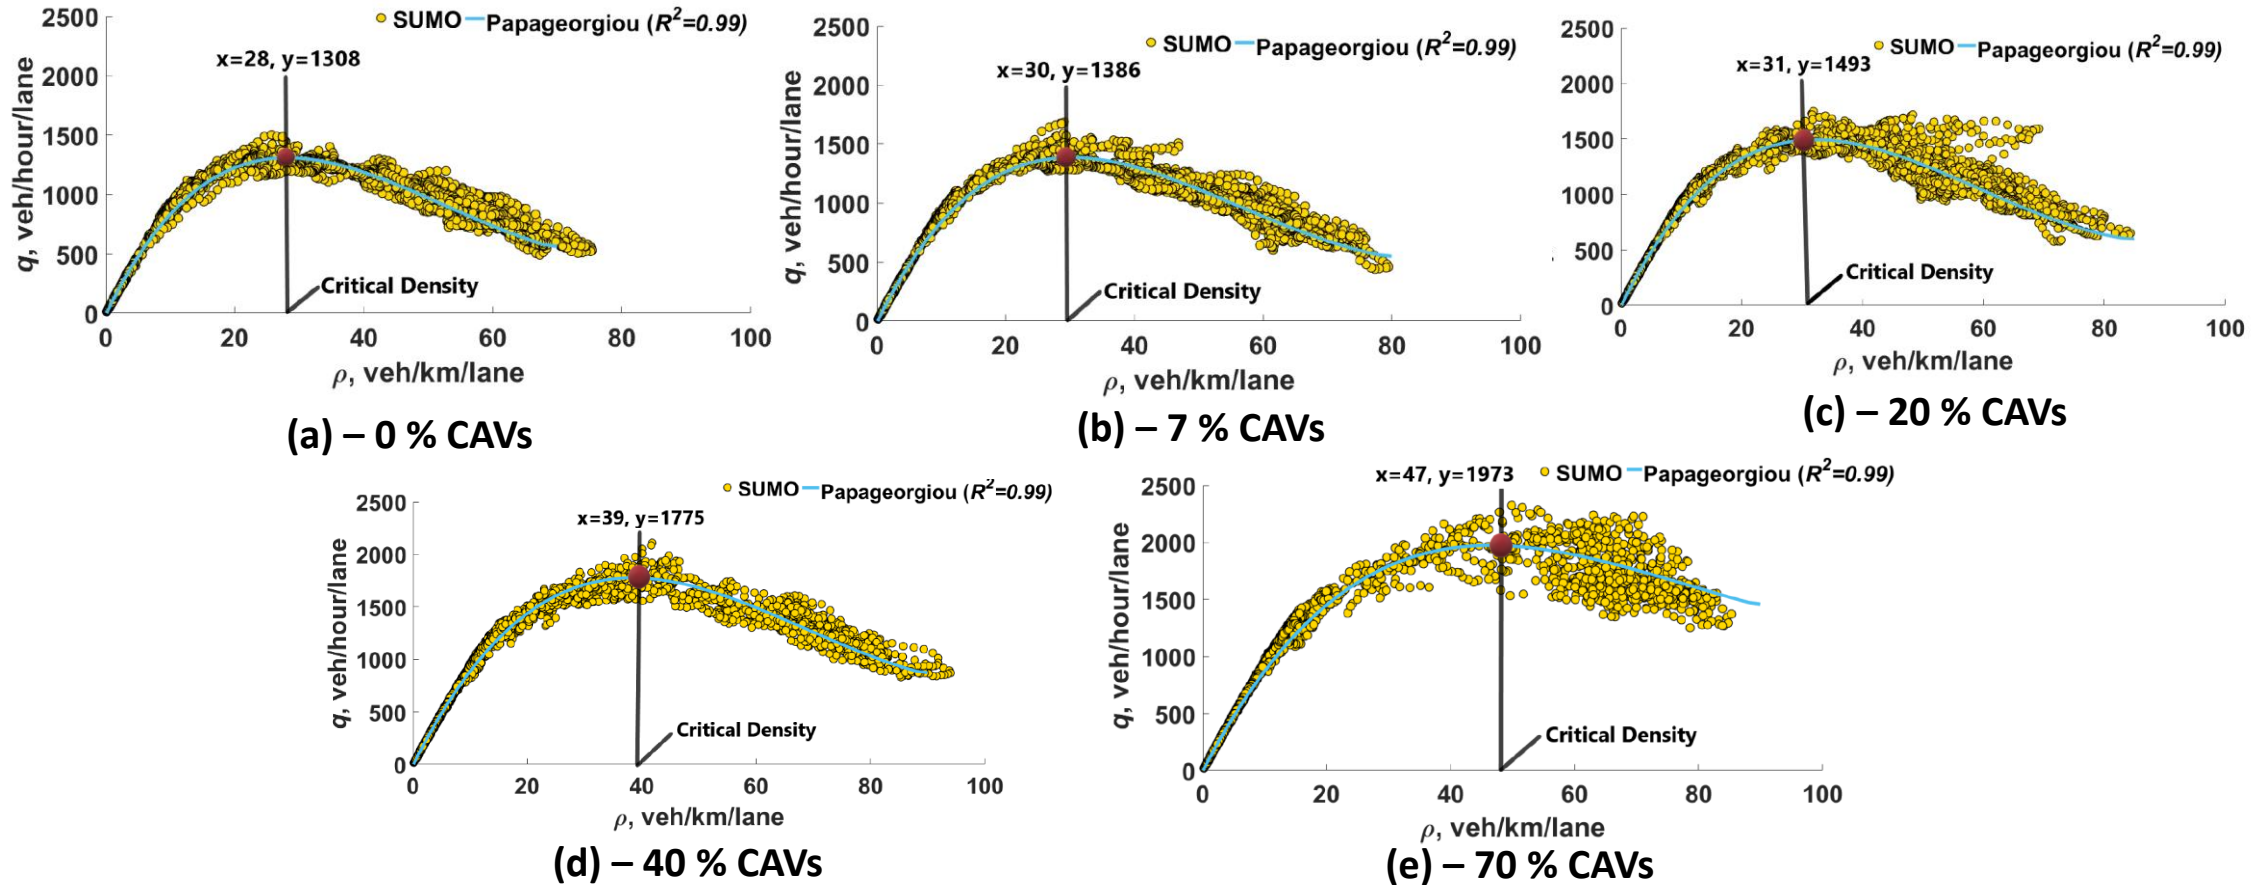 SUMO Papageorgiou (R²=0.99)
x=28, y=1308
2500
2000
1500
1000
500
0
q, veh/hour/lane
Critical Density
0 20 40 60 80 100
ρ, veh/km/lane
(a) – 0 % CAVs
SUMO Papageorgiou (R²=0.99)
x=30, y=1386
2500
2000
1500
1000
500
0
q, veh/hour/lane
Critical Density
0 20 40 60 80 100
ρ, veh/km/lane
(b) – 7 % CAVs
SUMO Papageorgiou (R²=0.99)
x=31, y=1493
2500
2000
1500
1000
500
0
Critical Density
0 20 40 60 80 100
ρ, veh/km/lane
(c) – 20 % CAVs
SUMO Papageorgiou (R²=0.99)
x=39, y=1775
2500
2000
1500
1000
500
0
q, veh/hour/lane
Critical Density
0 20 40 60 80 100
ρ, veh/km/lane
(d) – 40 % CAVs
SUMO Papageorgiou (R²=0.99)
x=47, y=1973
2500
2000
1500
1000
500
0
q, veh/hour/lane
Critical Density
0 20 40 60 80 100
ρ, veh/km/lane
(e) – 70 % CAVs